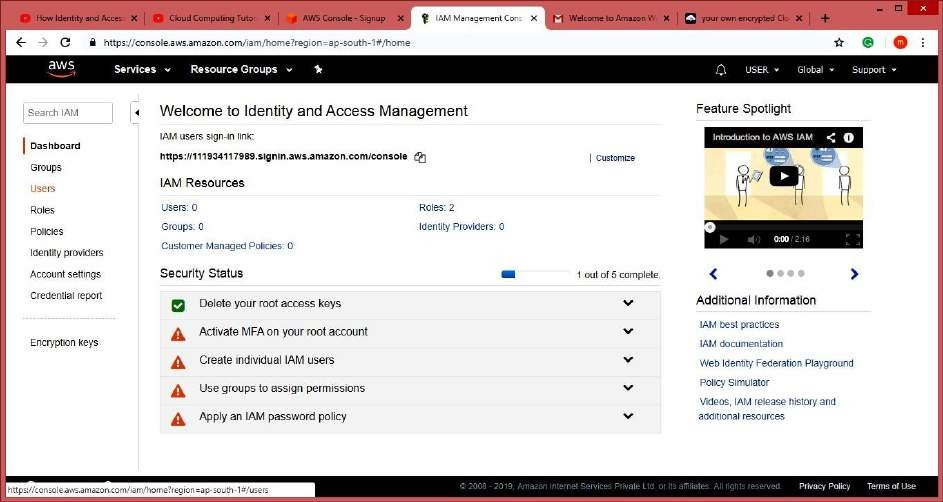 How Identity and Access
Cloud Computing Tutor
AWS Console - Signup
IAM Management Cons
Welcome to Amazon W
your own encrypted Clo
https://console.aws.amazon.com/iam/home?region=ap-south-1#/home
m
aws
Services
Resource Groups
USER
Global
Support
Search IAM
Dashboard
Groups
Users
Roles
Policies
Identity providers
Account settings
Credential report
Encryption keys
Welcome to Identity and Access Management
IAM users sign-in link:
https://111934117989.signin.aws.amazon.com/console
Customize
IAM Resources
Users: 0
Roles: 2
Groups: 0
Identity Providers: 0
Customer Managed Policies: 0
Security Status
1 out of 5 complete.
Delete your root access keys
Activate MFA on your root account
Create individual IAM users
Use groups to assign permissions
Apply an IAM password policy
Feature Spotlight
Introduction to AWS IAM
0:00 / 2:16
Additional Information
IAM best practices
IAM documentation
Web Identity Federation Playground
Policy Simulator
Videos, IAM release history and
additional resources
https://console.aws.amazon.com/iam/home?region=ap-south-1#/users
© 2008 - 2019, Amazon Internet Services Private Ltd. or its affiliates. All rights reserved.
Privacy Policy
Terms of Use